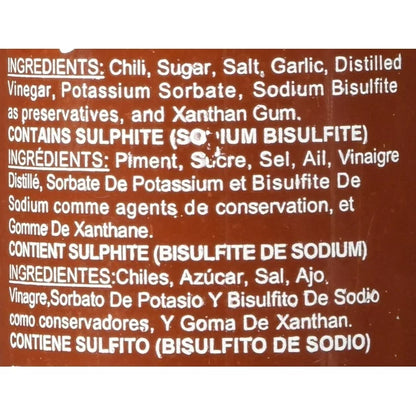 INGREDIENTS: Chili, Sugar, Salt, Garlic, Distilled
Vinegar, Potassium Sorbate, Sodium Bisulfite
as preservatives, and Xanthan Gum.
CONTAINS SULPHITE (SODIUM BISULFITE)
INGRÉDIENTS: Piment, Sucre, Sel, Ail, Vinaigre
Distillé, Sorbate De Potassium et Bisulfite De
Sodium comme agents de conservation, et
Gomme De Xanthane.
CONTIENT SULPHITE (BISULFITE DE SODIUM)
INGREDIENTES:Chiles, Azúcar, Sal, Ajo,
Vinagre,Sorbato De Potasio Y Bisulfito De Sodio
como conservadores, Y Goma De Xanthan.
CONTIENE SULFITO (BISULFITO DE SODIO)